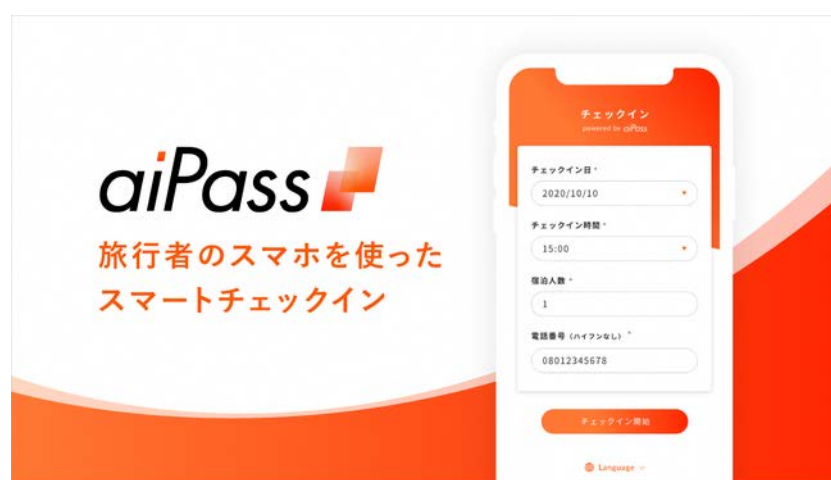 aiPass
旅行者のスマホを使った
スマートチェックイン
チェックイン
powered by aiPass
チェックイン日 *
2020/10/10
チェックイン時間 *
15:00
宿泊人数 *
1
電話番号 (ハイフンなし) *
08012345678
チェックイン開始
Language